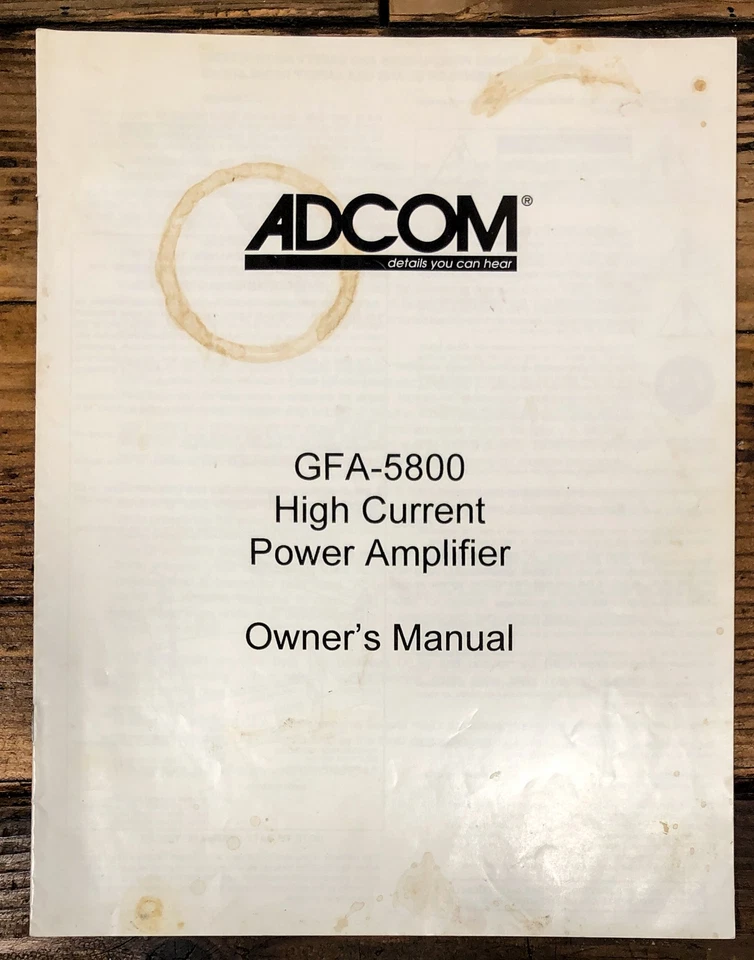 ADCOM®
details you can hear
GFA-5800
High Current
Power Amplifier
Owner's Manual